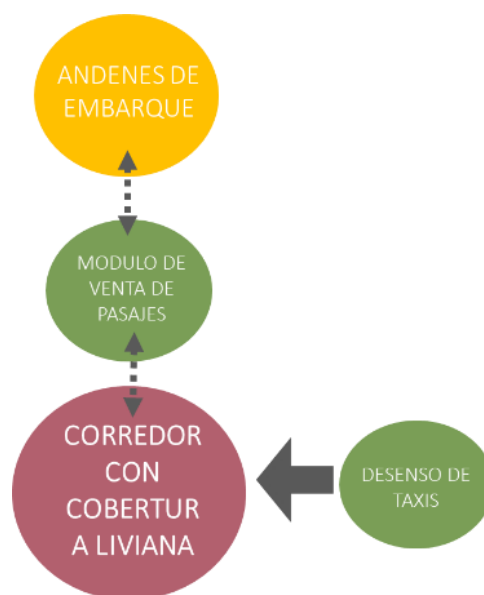 ANDENES DE
EMBARQUE
MODULO DE
VENTA DE
PASAJES
CORREDOR
CON
COBERTUR
A LIVIANA
DESENSO DE
TAXIS